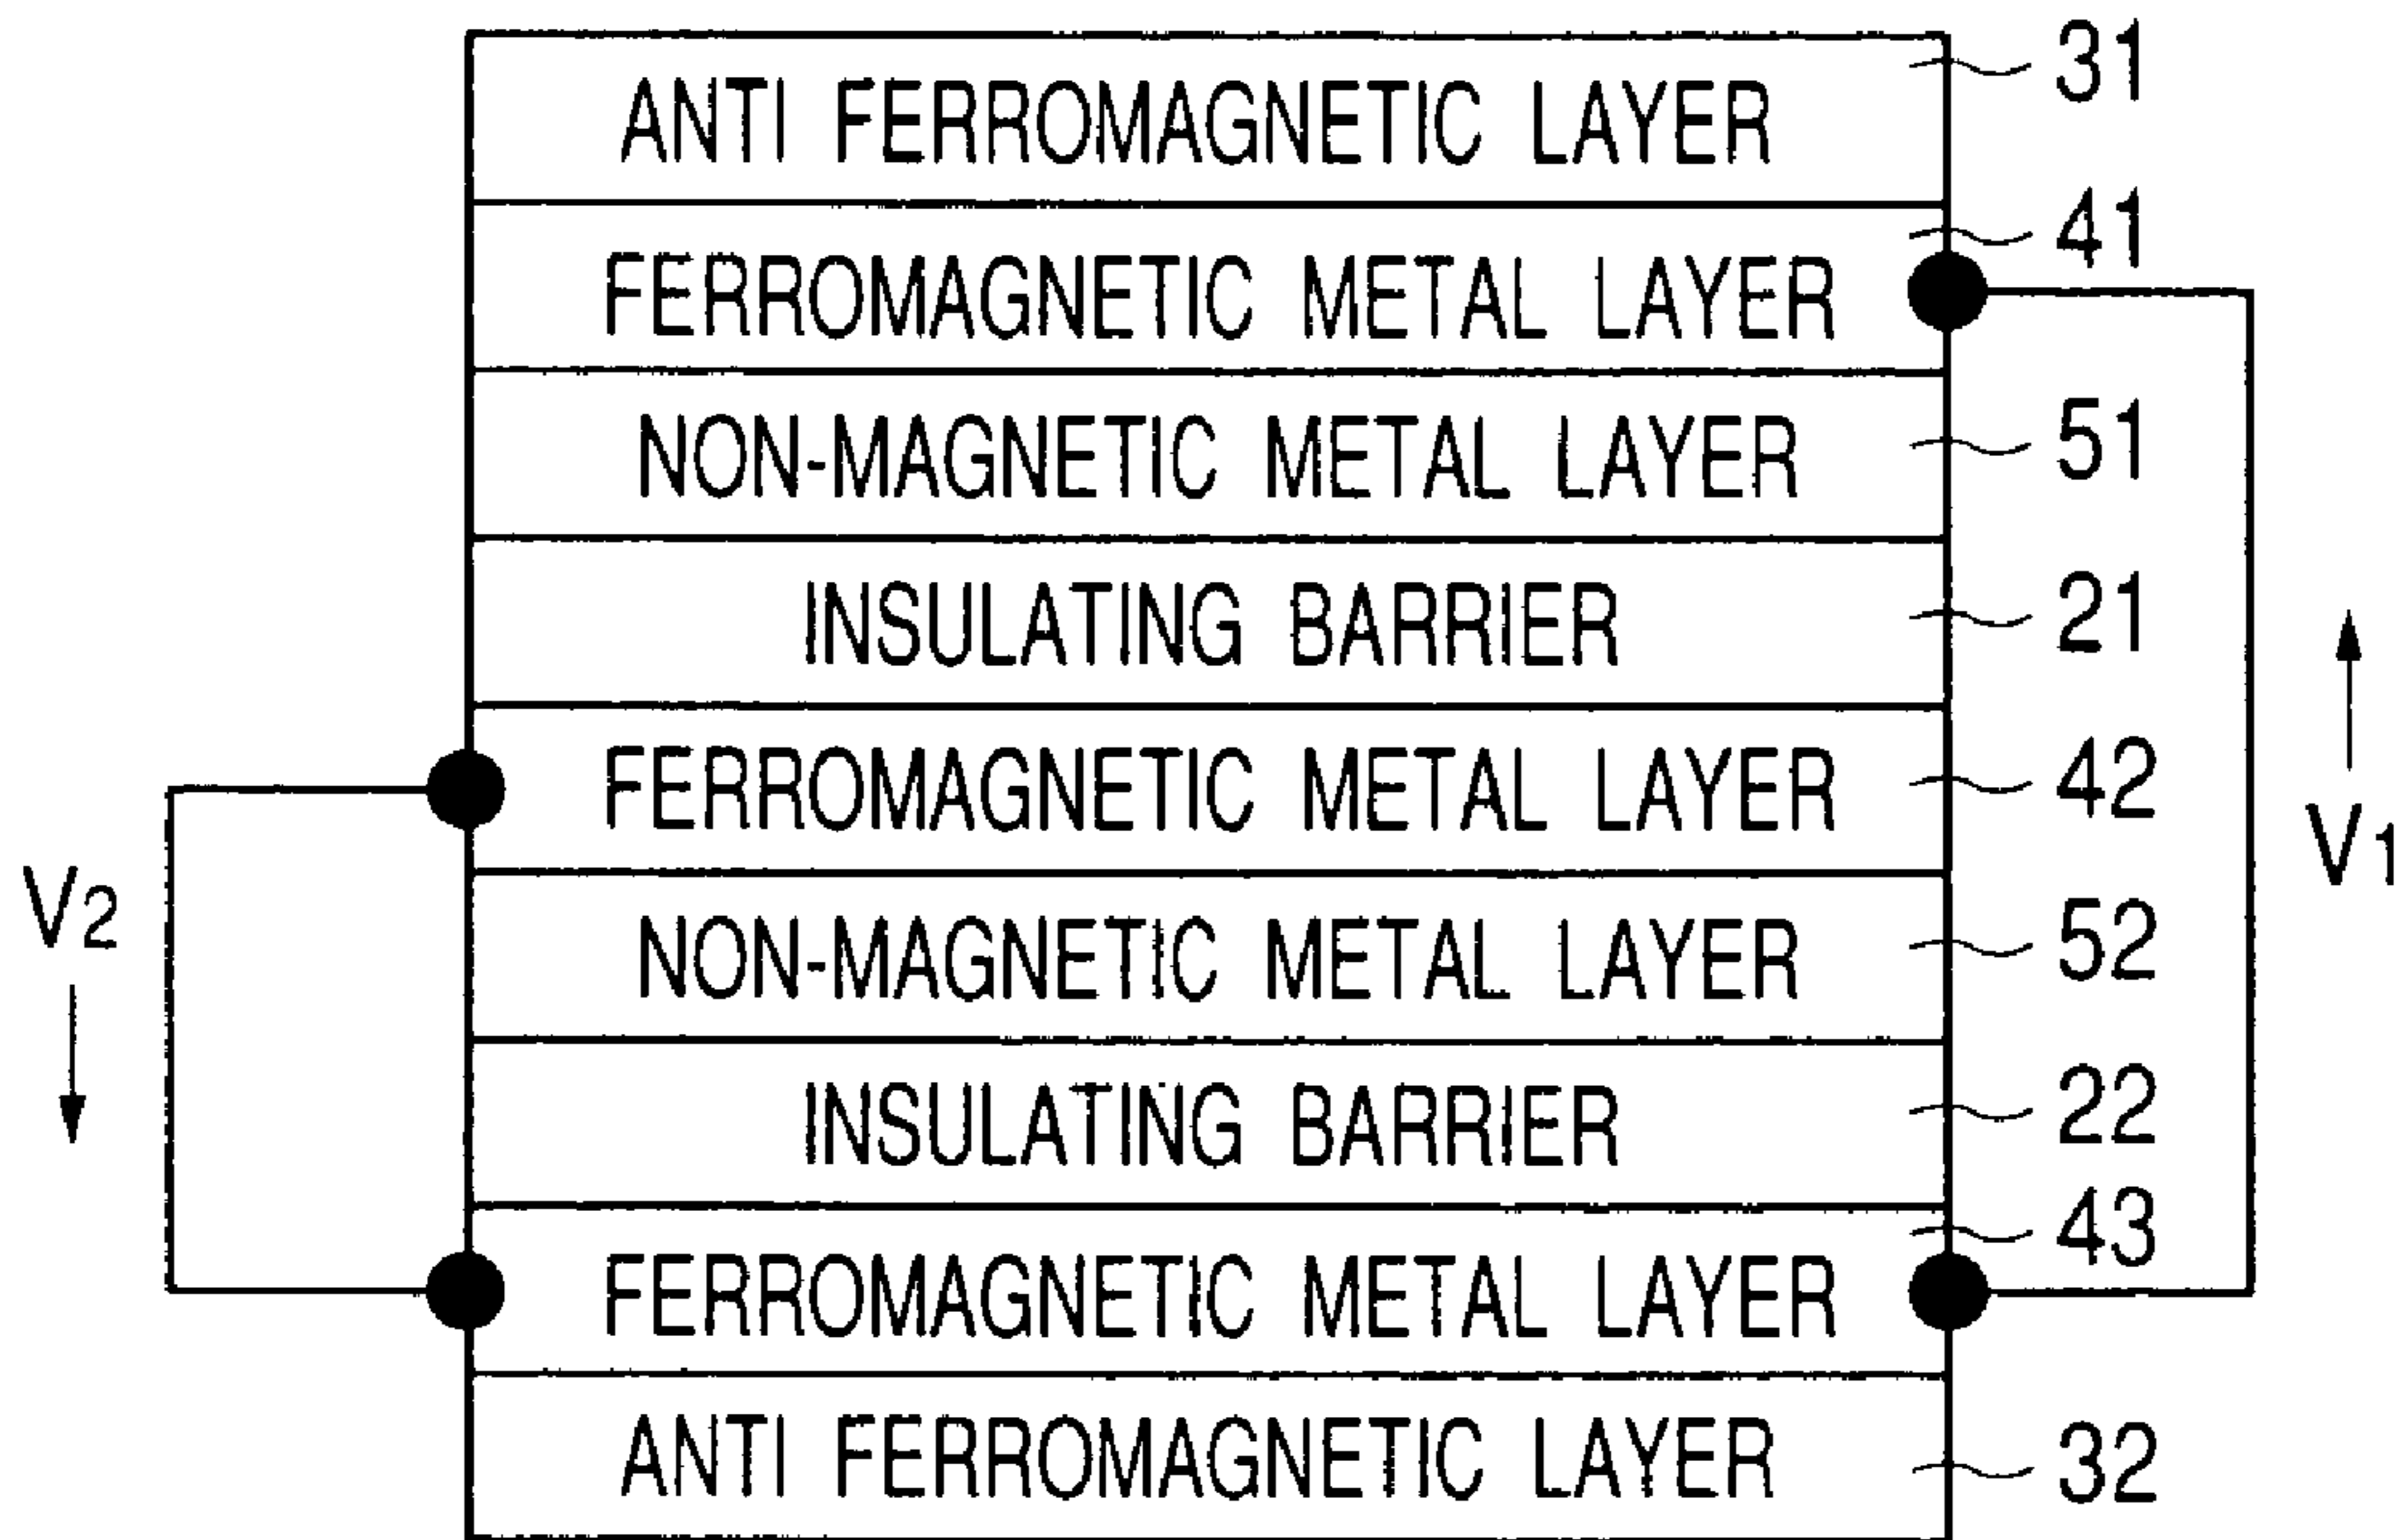 ANTI FERROMAGNETIC LAYER 31
FERROMAGNETIC METAL LAYER 41
NON-MAGNETIC METAL LAYER 51
INSULATING BARRIER 21
FERROMAGNETIC METAL LAYER 42
V1
V2
NON-MAGNETIC METAL LAYER 52
INSULATING BARRIER 22
FERROMAGNETIC METAL LAYER 43
ANTI FERROMAGNETIC LAYER 32